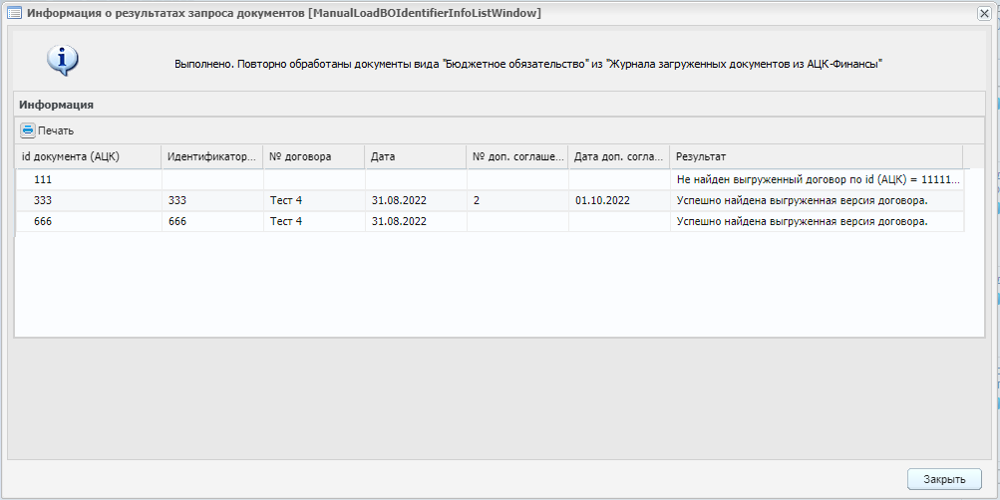 Информация о результатах запроса документов [ManualLoadBOIdentifierInfoListWindow]
Выполнено. Повторно обработаны документы вида "Бюджетное обязательство" из "Журнала загруженных документов из АЦК-Финансы"
Информация
Печать
id документа (АЦК) Идентификатор... № договора Дата № доп. соглаше... Дата доп. согла... Результат
111 Не найден выгруженный договор по id (АЦК) = 11111...
333 333 Тест 4 31.08.2022 2 01.10.2022 Успешно найдена выгруженная версия договора.
666 666 Тест 4 31.08.2022 Успешно найдена выгруженная версия договора.
Закрыть